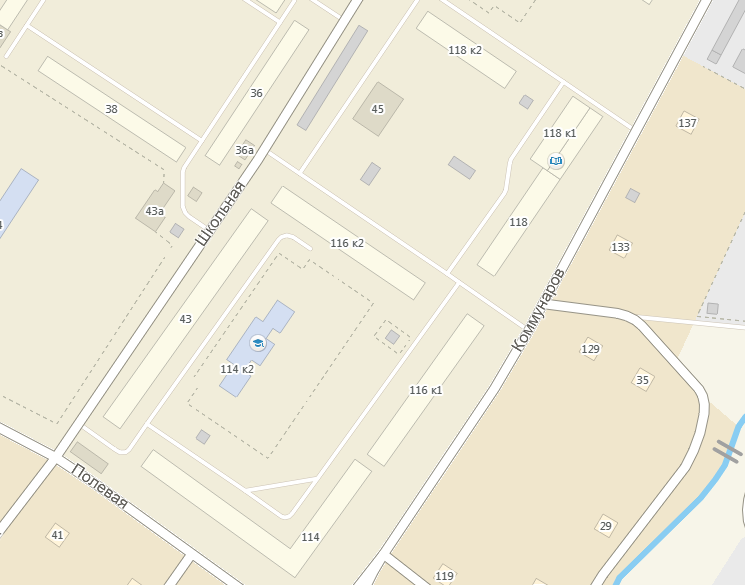 118 к2
36
38
45
118 к1
137
36а
43а
Школьная
118
116 к2
133
43
Коммунаров
129
114 к2
35
116 к1
Полевая
41
114
29
119